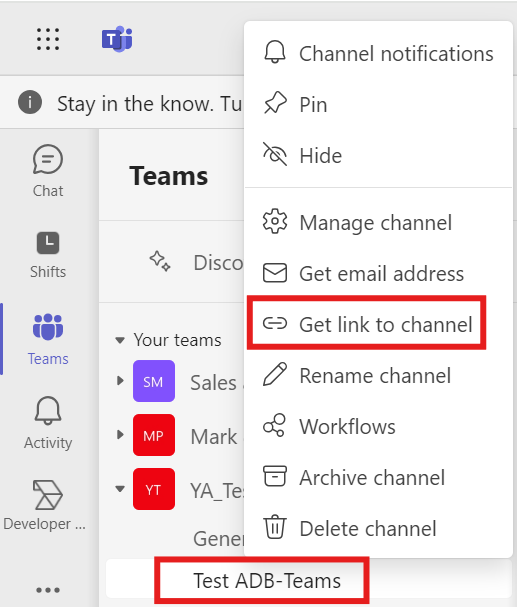 Stay in the know. Tu
Chat
Shifts
Teams
Activity
Developer ...
Teams
Disco
Your teams
SM Sales
MP Mark
YT YA_Tes
Gener
Test ADB-Teams
Channel notifications
Pin
Hide
Manage channel
Get email address
Get link to channel
Rename channel
Workflows
Archive channel
Delete channel